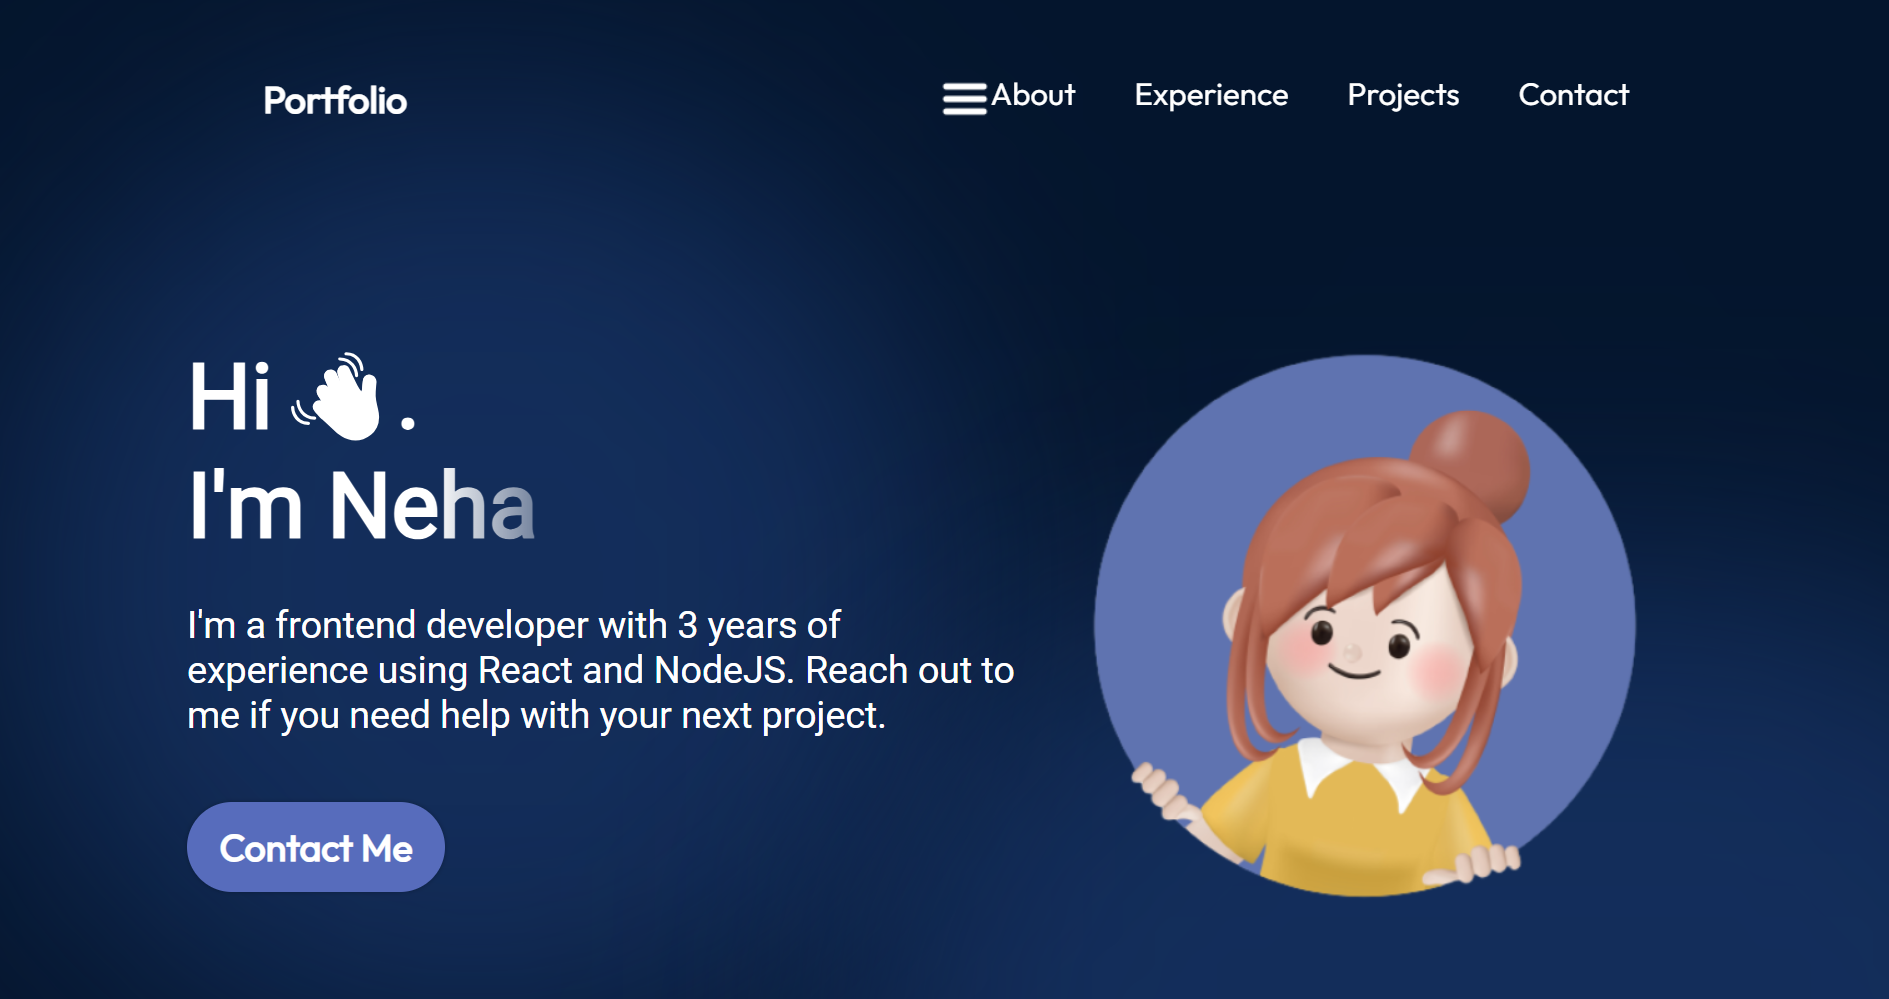 Portfolio
About Experience Projects Contact
Hi .
I'm Neha
I'm a frontend developer with 3 years of
experience using React and NodeJS. Reach out to
me if you need help with your next project.
Contact Me